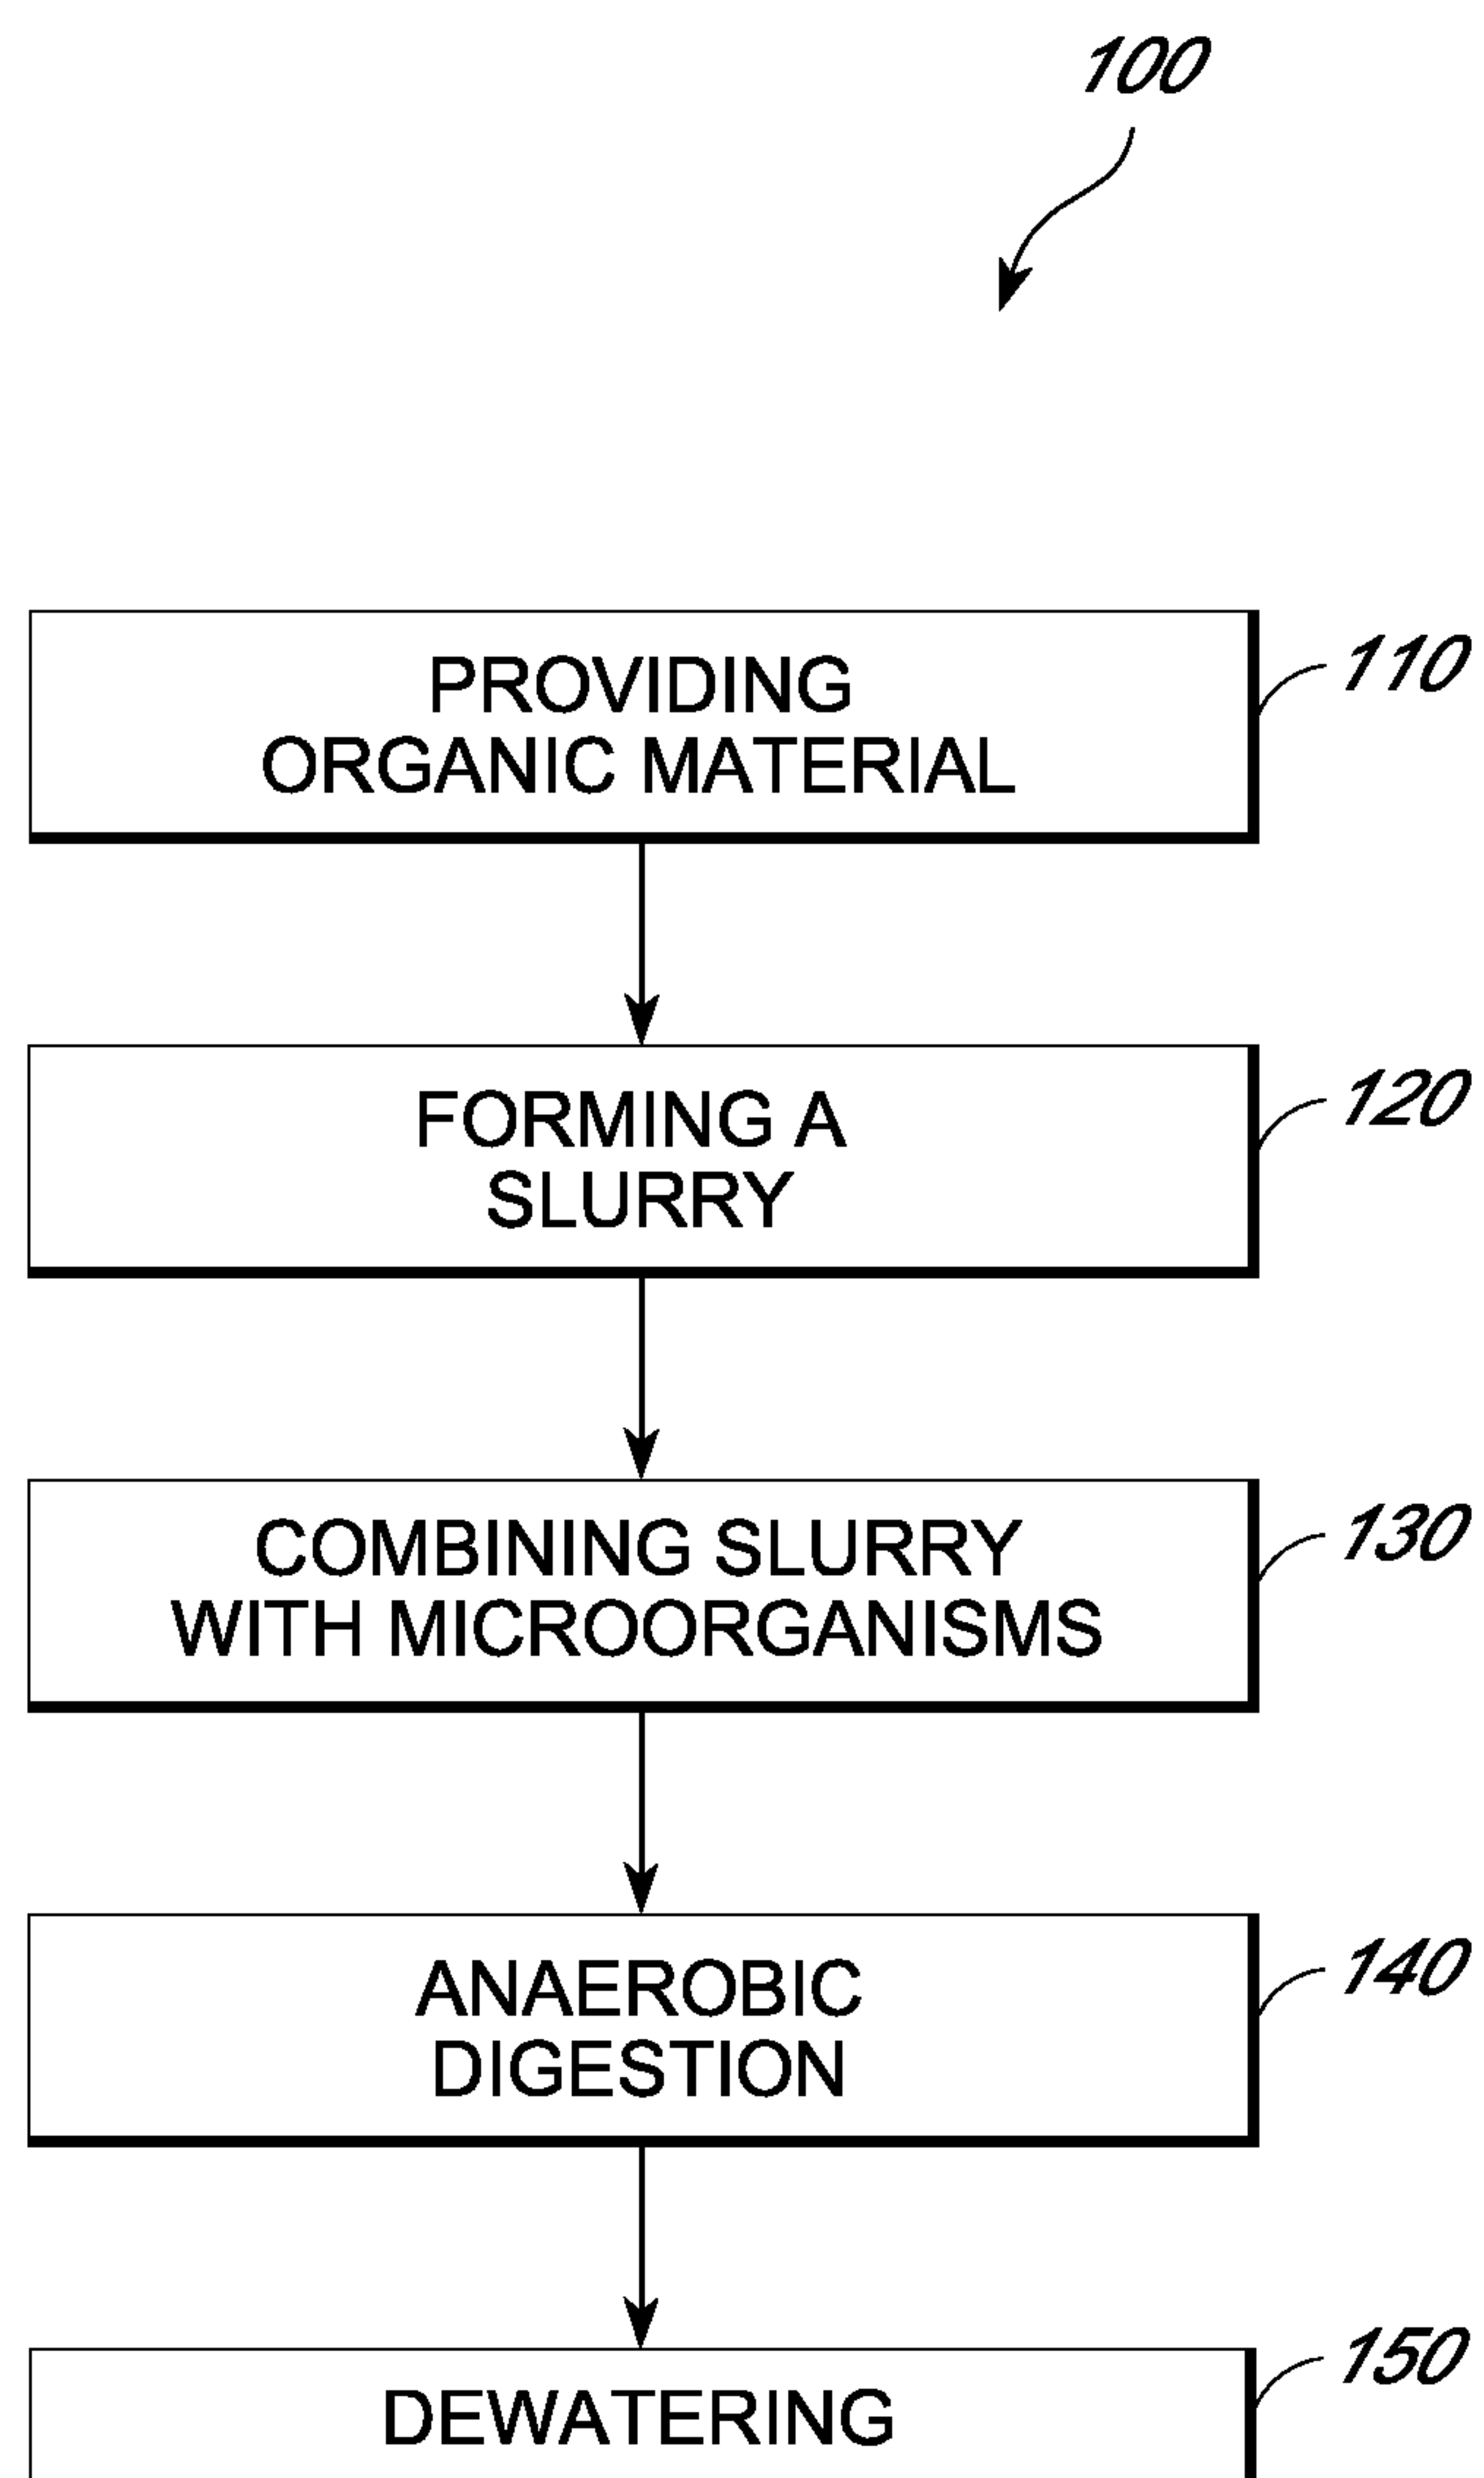 100
PROVIDING
ORGANIC MATERIAL
110
FORMING A
SLURRY
120
COMBINING SLURRY
WITH MICROORGANISMS
130
ANAEROBIC
DIGESTION
140
DEWATERING
150